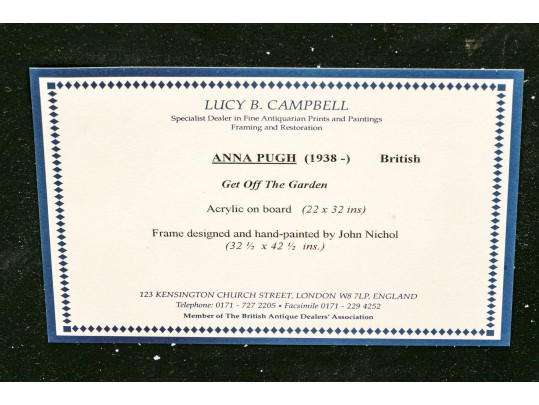 LUCY B. CAMPBELL
Specialist Dealer in Fine Antiquarian Prints and Paintings
Framing and Restoration
ANNA PUGH (1938 -) British
Get Off The Garden
Acrylic on board (22 x 32 ins)
Frame designed and hand-painted by John Nichol
(32 ½ x 42 ½ ins.)
123 KENSINGTON CHURCH STREET, LONDON W8 7LP, ENGLAND
Telephone: 0171 - 727 2205 • Facsimile 0171 - 229 4252
Member of The British Antique Dealers' Association